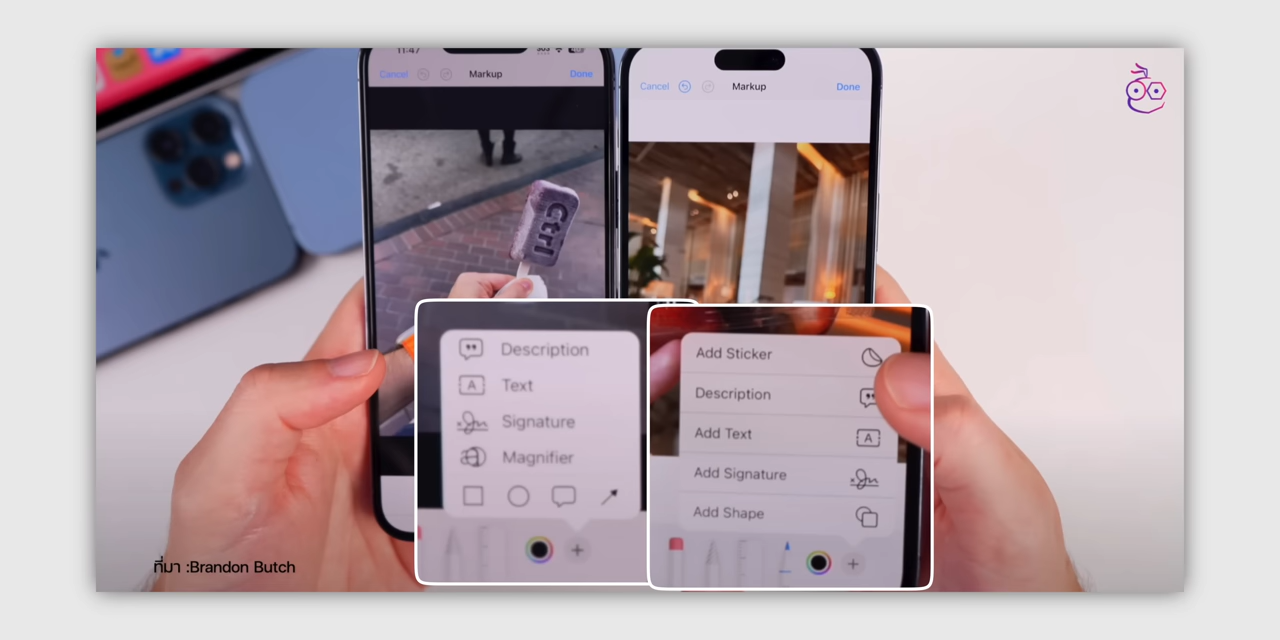 11:47
SOS
Cancel
Markup
Done
Cancel
Markup
Done
Ctrl
Description
Text
A
Signature
Magnifier
Add Sticker
Description
Add Text
A
Add Signature
Add Shape
ที่มา :Brandon Butch